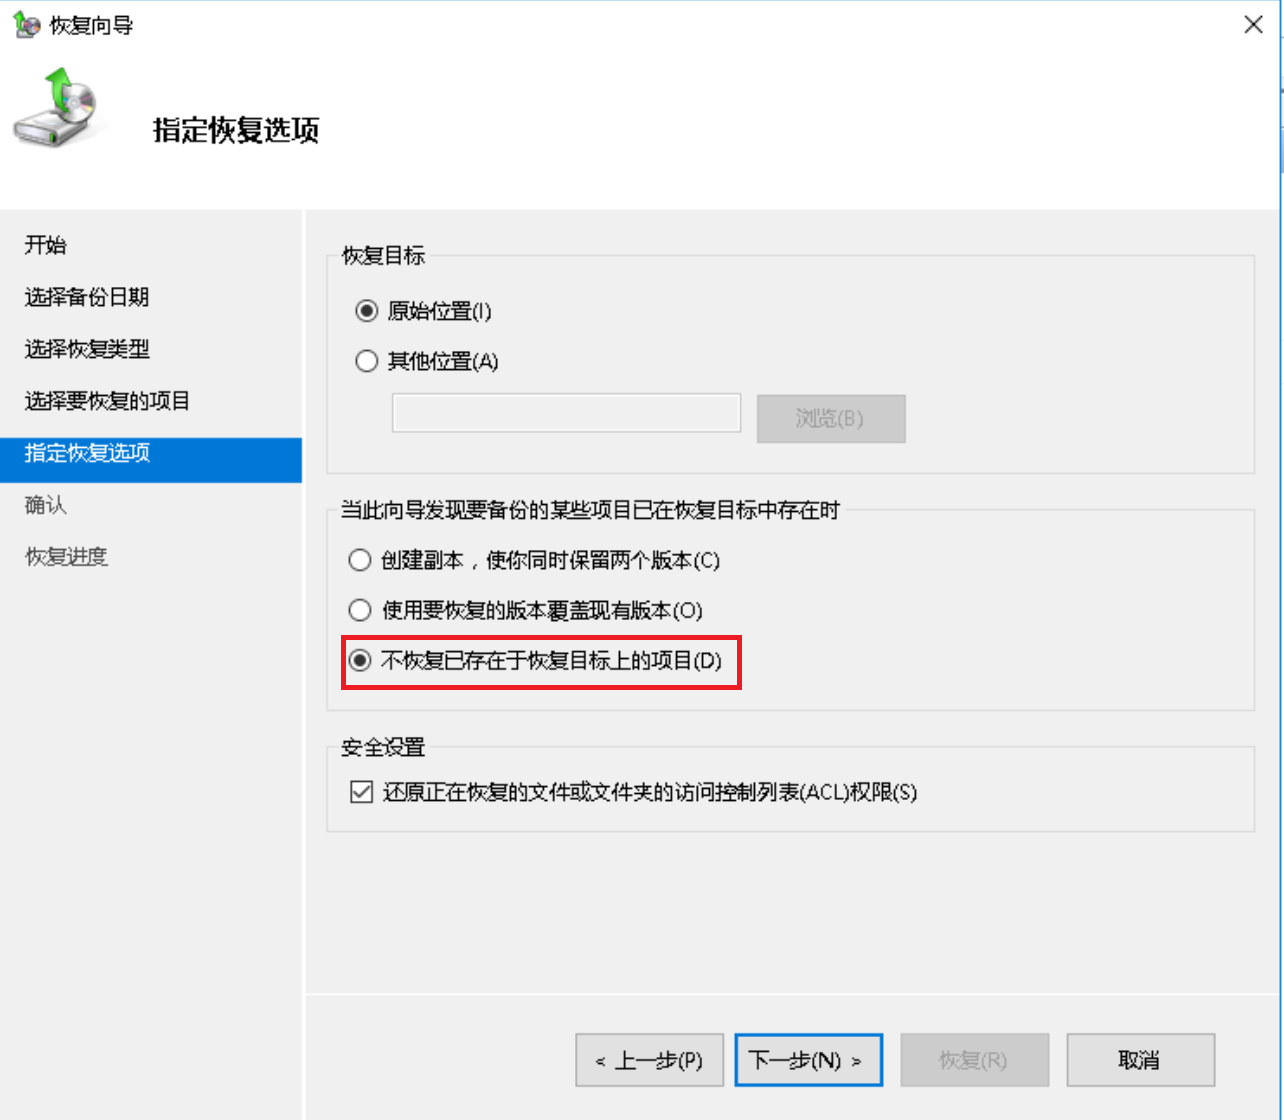 恢复向导
指定恢复选项
开始
选择备份日期
选择恢复类型
选择要恢复的项目
指定恢复选项
确认
恢复进度
恢复目标
原始位置(I)
其他位置(A)
浏览(B)
当此向导发现要备份的某些项目已在恢复目标中存在时
创建副本，使你同时保留两个版本(C)
使用要恢复的版本覆盖现有版本(O)
不恢复已存在于恢复目标上的项目(D)
安全设置
还原正在恢复的文件或文件夹的访问控制列表(ACL)权限(S)
< 上一步(P)
下一步(N) >
恢复(R)
取消